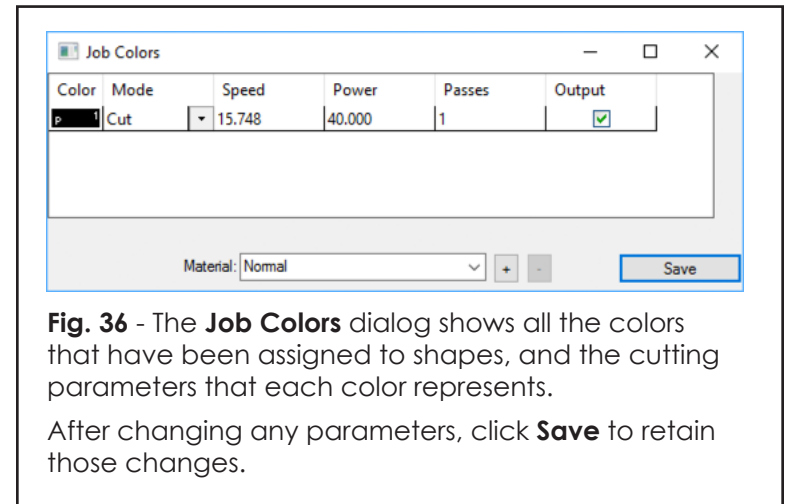 Job Colors
Color Mode Speed Power Passes Output
P 1 Cut 15.748 40.000 1
Material: Normal + - Save
Fig. 36 - The Job Colors dialog shows all the colors
that have been assigned to shapes, and the cutting
parameters that each color represents.
After changing any parameters, click Save to retain
those changes.